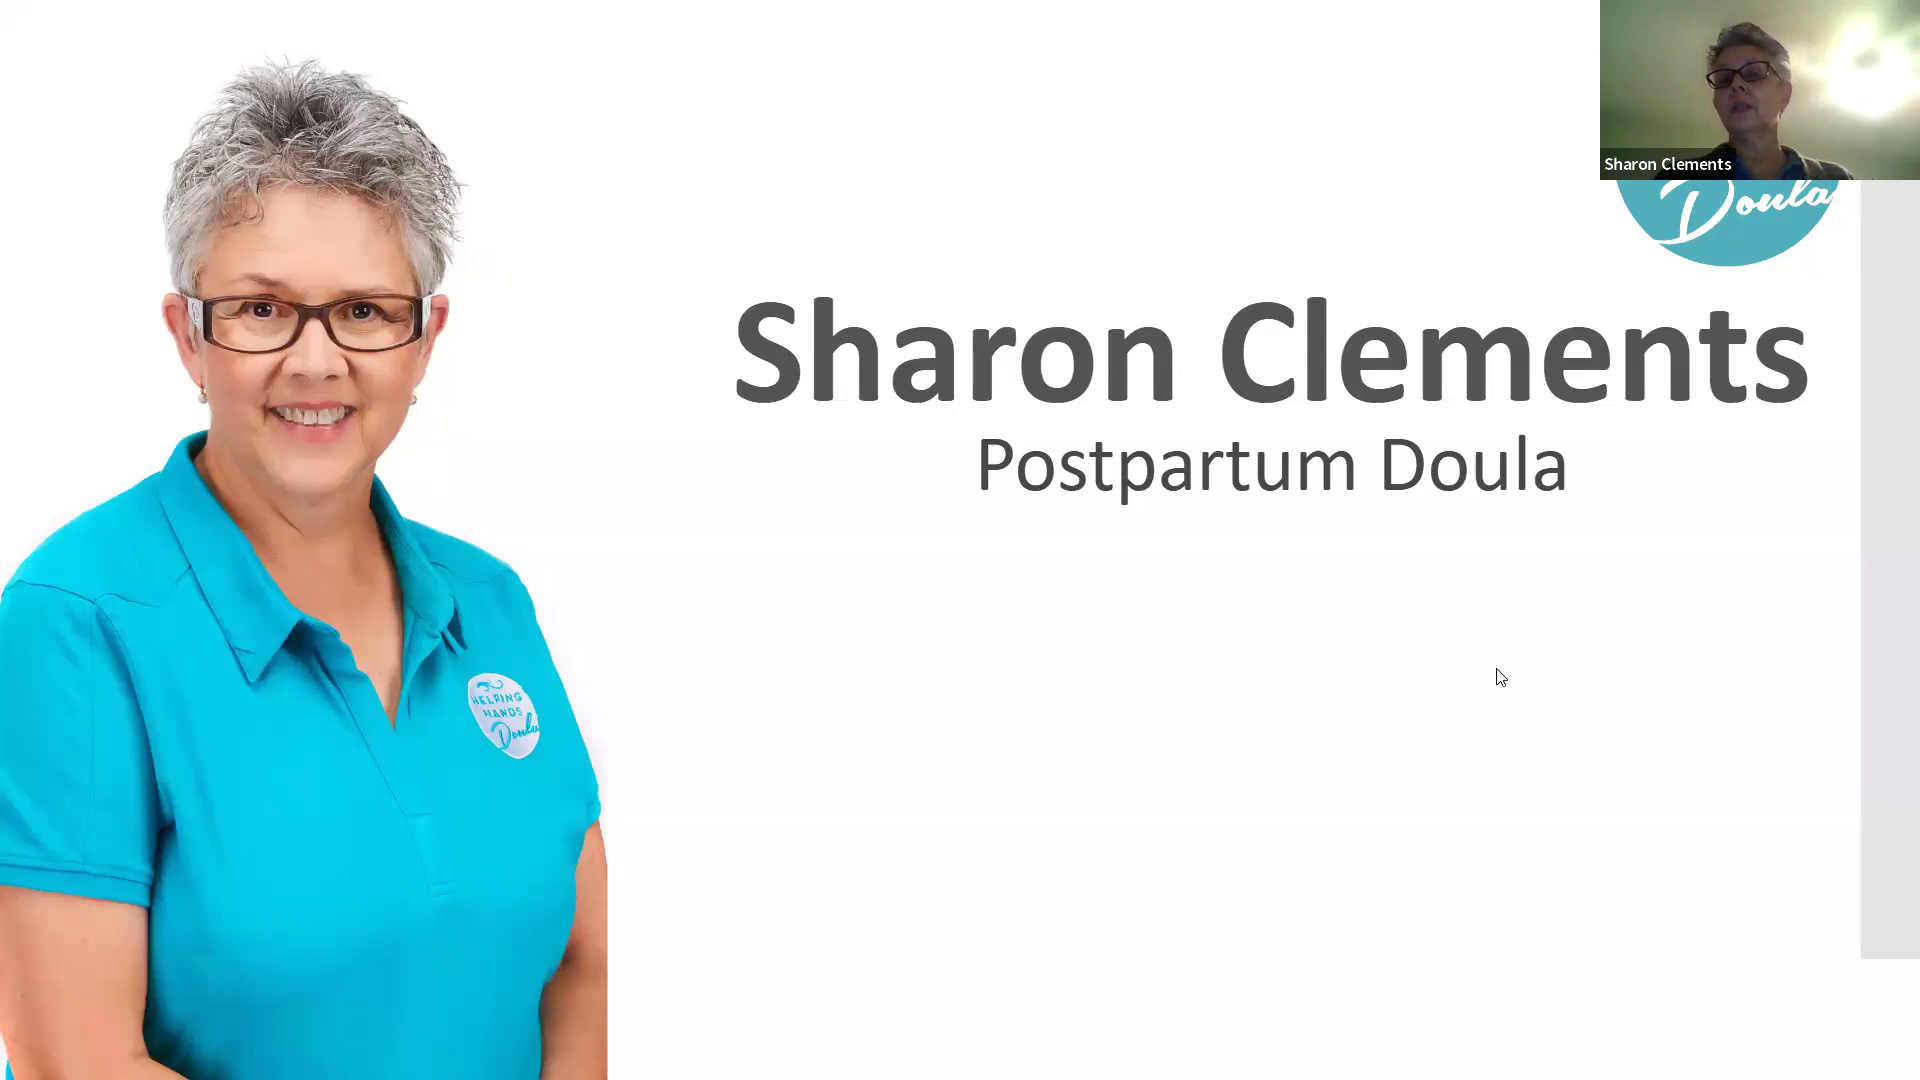 Sharon Clements
Doula
Sharon Clements
Postpartum Doula
HELPING
HANDS
Doula